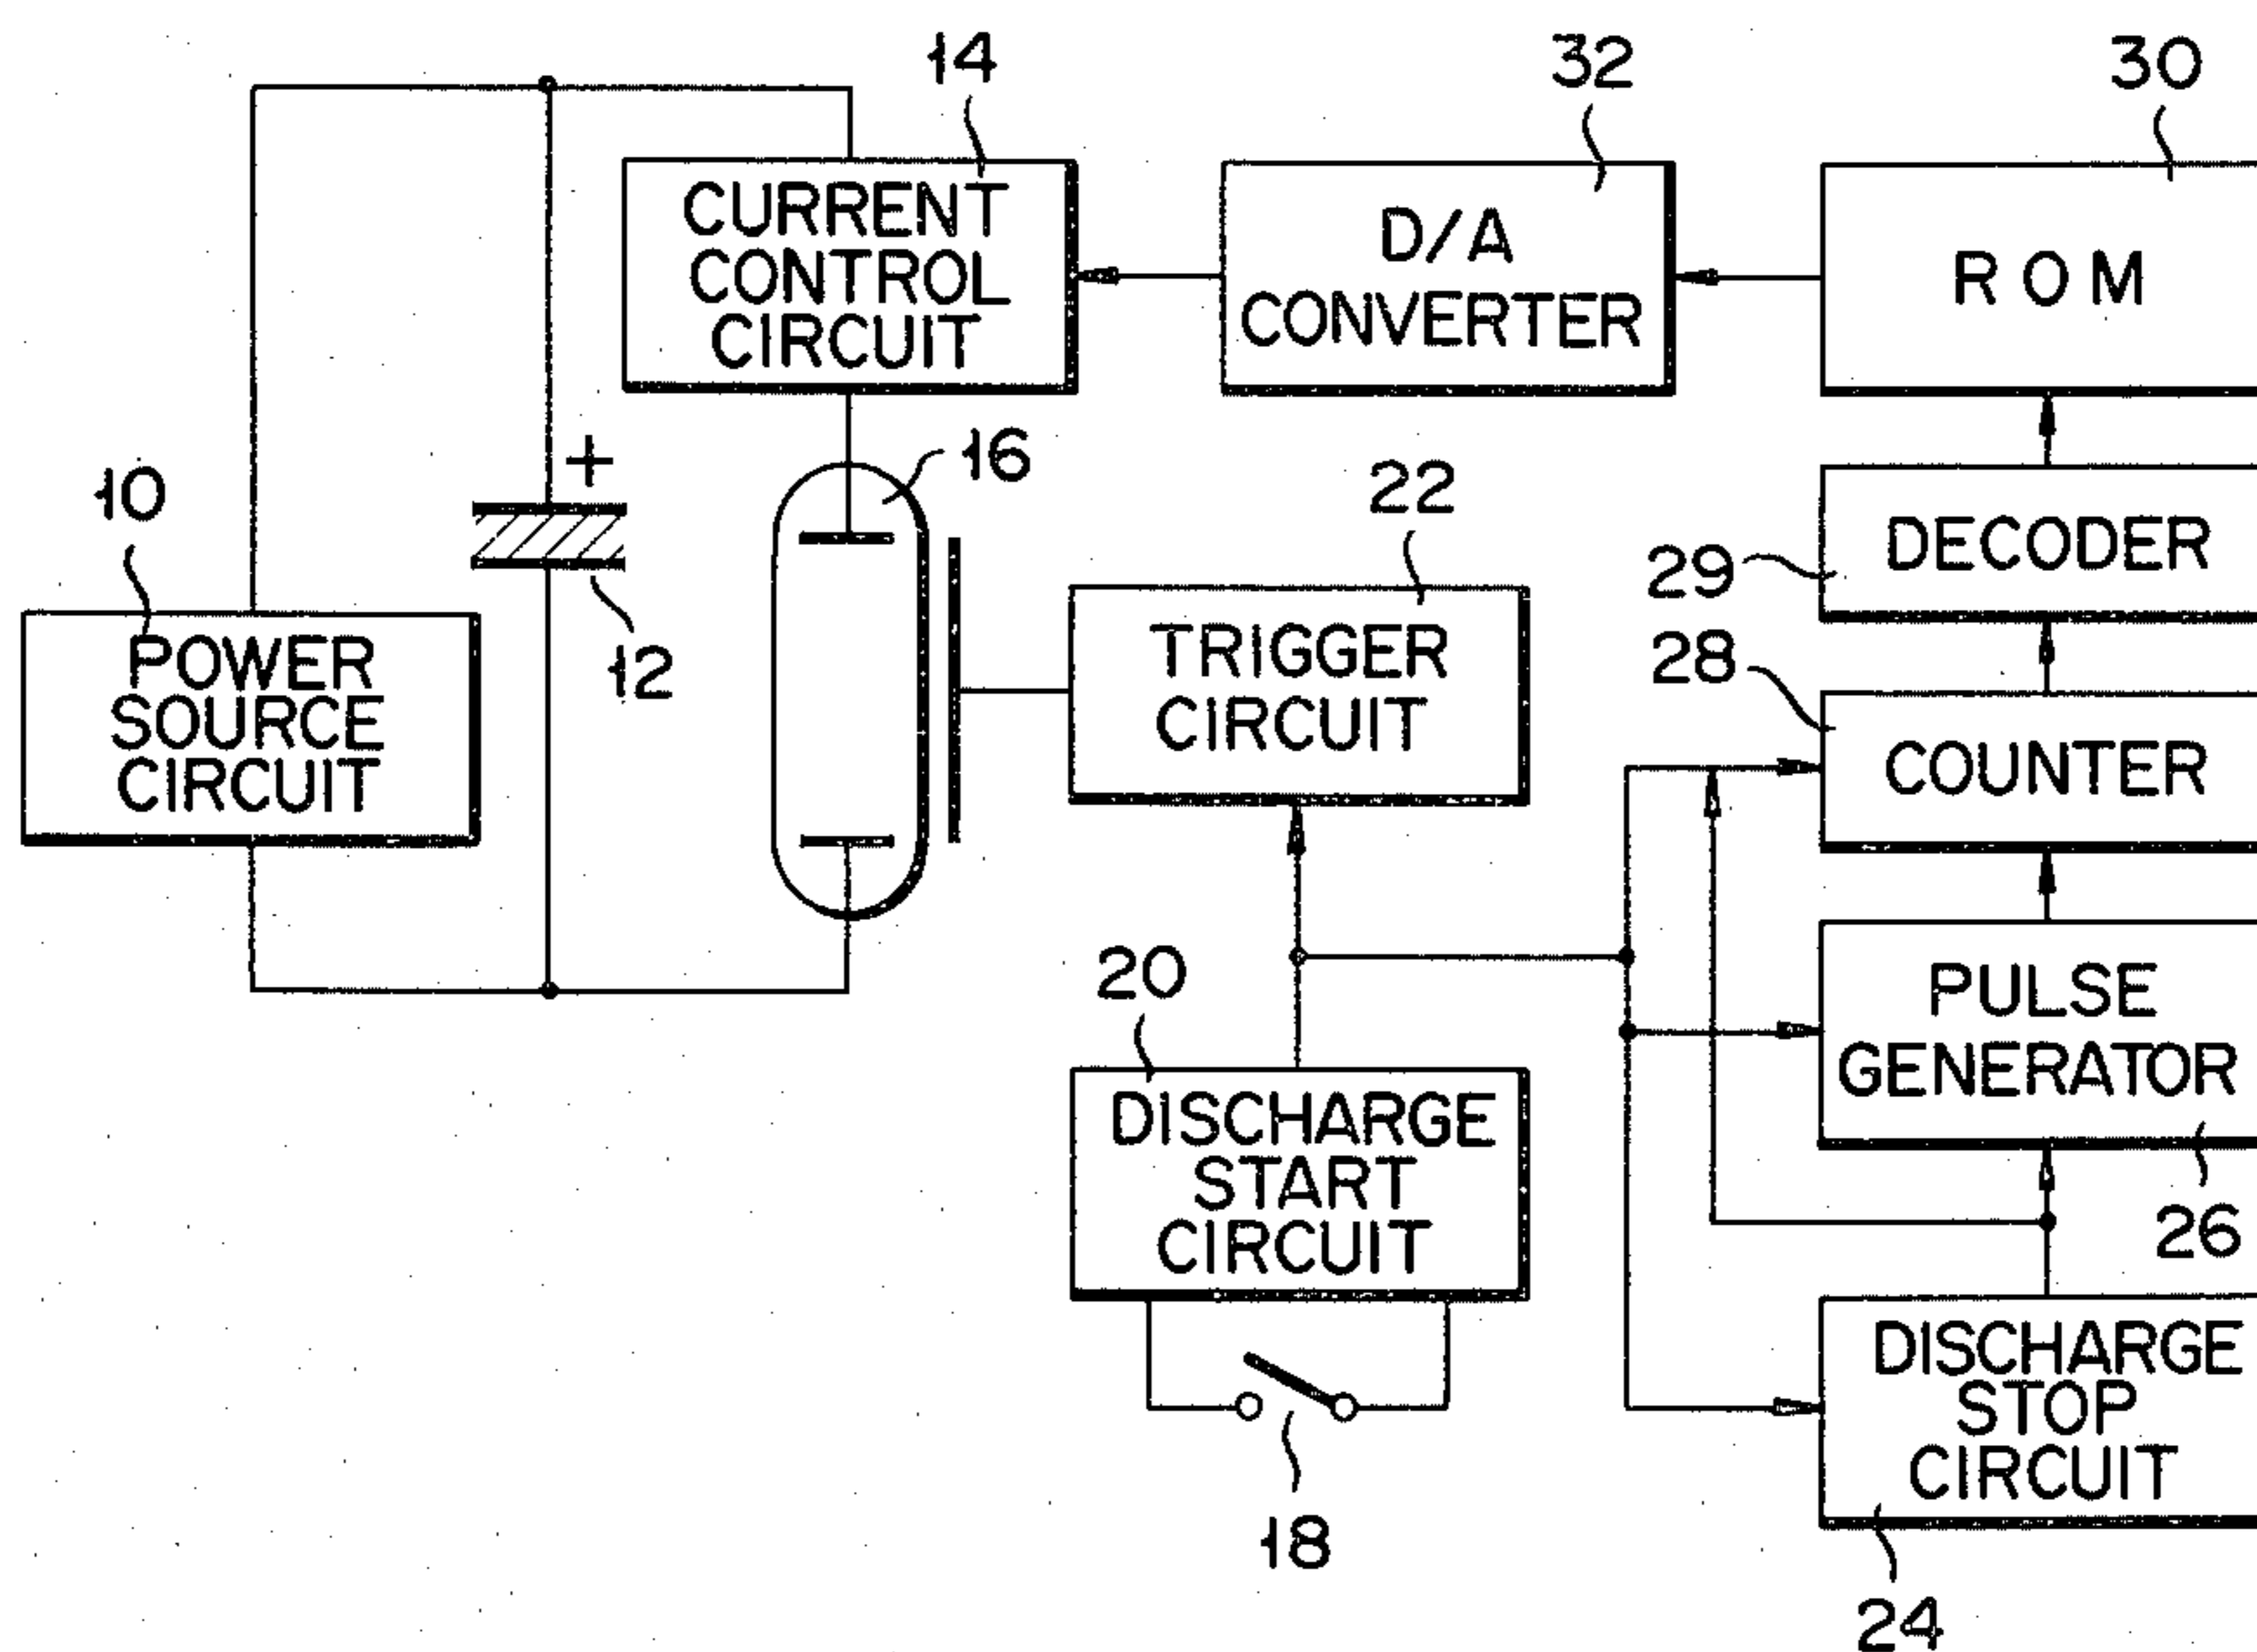 14
32
30
CURRENT
CONTROL
CIRCUIT
D/A
CONVERTER
ROM
10
+
16
22
12
29
DECODER
POWER
SOURCE
CIRCUIT
TRIGGER
CIRCUIT
28
COUNTER
20
PULSE
GENERATOR
26
DISCHARGE
START
CIRCUIT
18
DISCHARGE
STOP
CIRCUIT
24